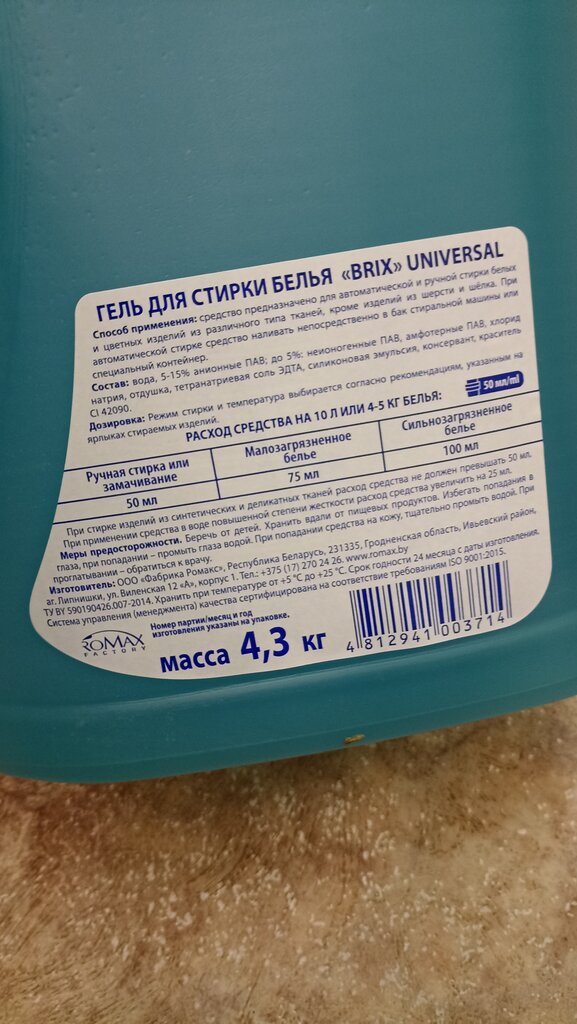 ГЕЛЬ ДЛЯ СТИРКИ БЕЛЬЯ «BRIX» UNIVERSAL
Способ применения: средство предназначено для автоматической и ручной стирки белых
и цветных изделий из различного типа тканей, кроме изделий из шерсти и шёлка. При
автоматической стирке средство наливать непосредственно в бак стиральной машины или
специальный контейнер.
Состав: вода, 5-15% анионные ПАВ; до 5%: неионогенные ПАВ, амфотерные ПАВ, хлорид
натрия, отдушка, тетранатриевая соль ЭДТА, силиконовая эмульсия, консервант, краситель
CI 42090.
Дозировка: Режим стирки и температура выбирается согласно рекомендациям, указанным на
ярлыках стираемых изделий.
50 мл/ml
РАСХОД СРЕДСТВА НА 10 Л ИЛИ 4-5 КГ БЕЛЬЯ:
Ручная стирка или замачивание
Малозагрязненное белье
Сильнозагрязненное белье
50 мл
75 мл
100 мл
При стирке изделий из синтетических и деликатных тканей расход средства не должен превышать 50 мл.
При применении средства в воде повышенной степени жесткости расход средства увеличить на 25 мл.
Меры предосторожности. Беречь от детей. Хранить вдали от пищевых продуктов. Избегать попадания в
глаза, при попадании – промыть глаза водой. При попадании средства на кожу, тщательно промыть водой. При
проглатывании – обратиться к врачу.
Изготовитель: ООО «Фабрика Ромакс», Республика Беларусь, 231335, Гродненская область, Ивьевский район,
аг. Липнишки, ул. Виленская 12 «А», корпус 1. Тел.: +375 (17) 270 24 26. www.romax.by
ТУ BY 590190426.007-2014. Хранить при температуре от +5 °С до +25 °С. Срок годности 24 месяца с даты изготовления.
Система управления (менеджмента) качества сертифицирована на соответствие требованиям ISO 9001:2015.
ROMAX
FACTORY
Номер партии/месяц и год
изготовления указаны на упаковке.
масса 4,3 кг
4 812941 003714